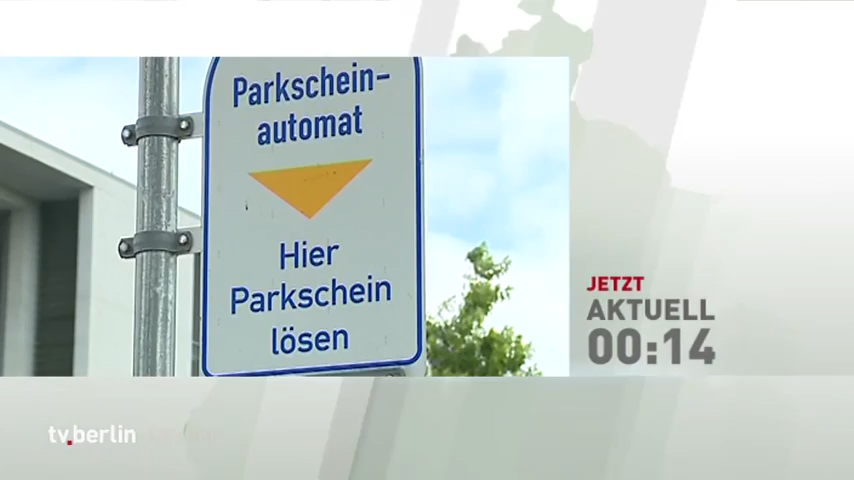 Parkschein-
automat
Hier
Parkschein
lösen
JETZT
AKTUELL
00:14
tv.berlin